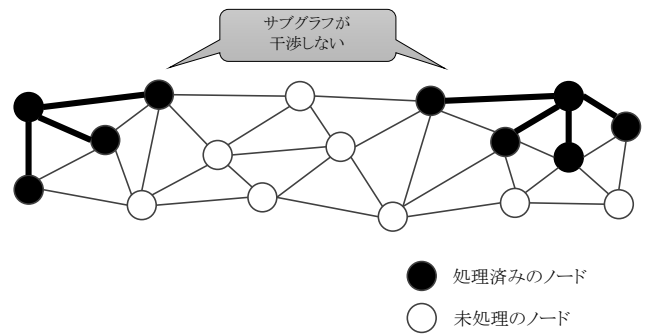 サブグラフが
干渉しない
処理済みのノード
未処理のノード